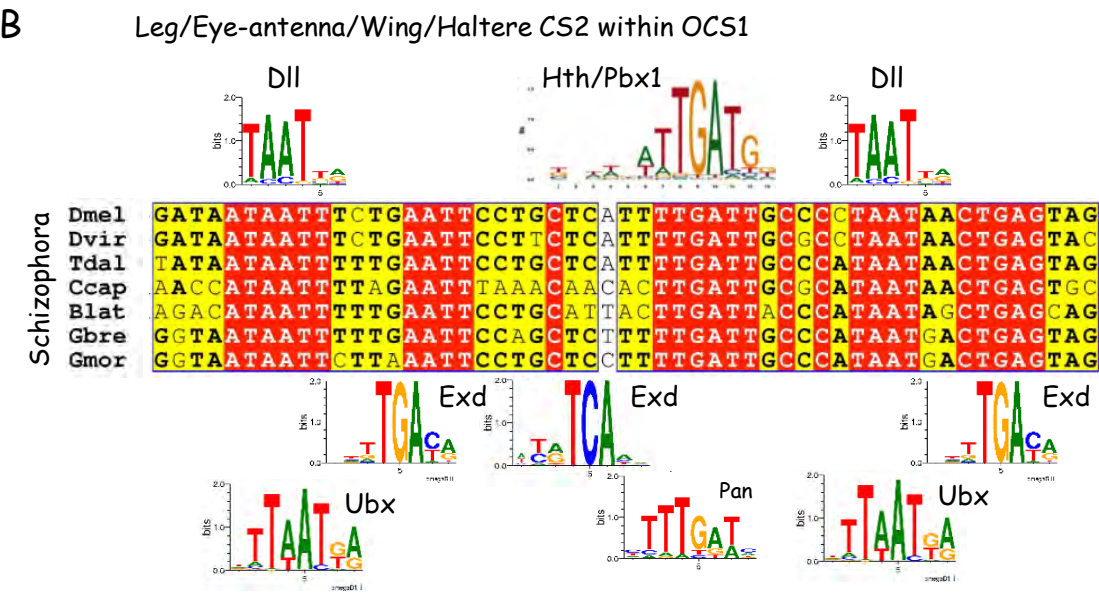 B
Leg/Eye-antenna/Wing/Haltere CS2 within OCS1
Dll
Hth/Pbx1
Dll
Schizophora
Dmel GATAATAATTTCTGAATTCCTGCTCATTTTGATTGCCCCTAATAACTGAGTAG
Dvir GATAATAATTTCTGAATTCCTTCTCATTTTGATTGCGCCTAATAACTGAGTAC
Tdal TATAATAATTTTTGAATTCCTGCTCATTTTGATTGCCCATAATAACTGAGTAG
Ccap AACCATAATTTTAGAATTTAAACAACACTTGATTGCGCATAATAACTGAGTGC
Blat AGACATAATTTTTGAATTCCTGCATTACTTGATTACCCATAATAGCTGAGCAG
Gbre GGTAATAATTTTTGAATTCCAGCTCTTTTTGATTGCCCATAATGACTGAGTAG
Gmor GGTAATAATTCTTAAATTCCTGCTCCTTTTGATTGCCCATAATGACTGAGTAG
Exd
Exd
Exd
Ubx
Pan
Ubx